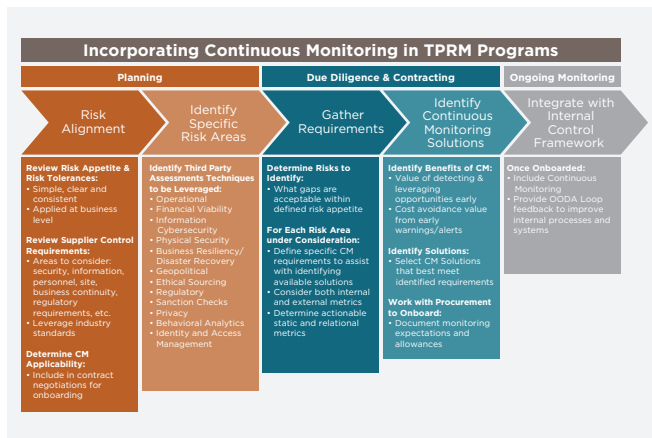 Incorporating Continuous Monitoring in TPRM Programs
Planning
Due Diligence & Contracting
Ongoing Monitoring
Risk
Alignment
Identify
Specific
Risk Areas
Gather
Requirements
Identify
Continuous
Monitoring
Solutions
Integrate with
Internal
Control
Framework
Review Risk Appetite &
Risk Tolerances:
• Simple, clear and
consistent
• Applied at business
level
Review Supplier Control
Requirements:
• Areas to consider:
security, information,
personnel, site,
business continuity,
regulatory
requirements, etc.
• Leverage industry
standards
Determine CM
Applicability:
• Include in contract
negotiations for
onboarding
Identify Third Party
Assessments Techniques
to be Leveraged:
• Operational
• Financial Viability
• Information
Cybersecurity
• Physical Security
• Business Resiliency/
Disaster Recovery
• Geopolitical
• Ethical Sourcing
• Regulatory
• Sanction Checks
• Privacy
• Behavioral Analytics
• Identity and Access
Management
Determine Risks to
Identify:
• What gaps are
acceptable within
defined risk appetite
For Each Risk Area
under Consideration:
• Define specific CM
requirements to assist
with identifying
available solutions
• Consider both internal
and external metrics
• Determine actionable
static and relational
metrics
Identify Benefits of CM:
• Value of detecting &
leveraging
opportunities early
• Cost avoidance value
from early
warnings/alerts
Identify Solutions:
• Select CM Solutions
that best meet
identified requirements
Work with Procurement
to Onboard:
• Document monitoring
expectations and
allowances
Once Onboarded:
• Include Continuous
Monitoring
• Provide OODA Loop
feedback to improve
internal processes and
systems